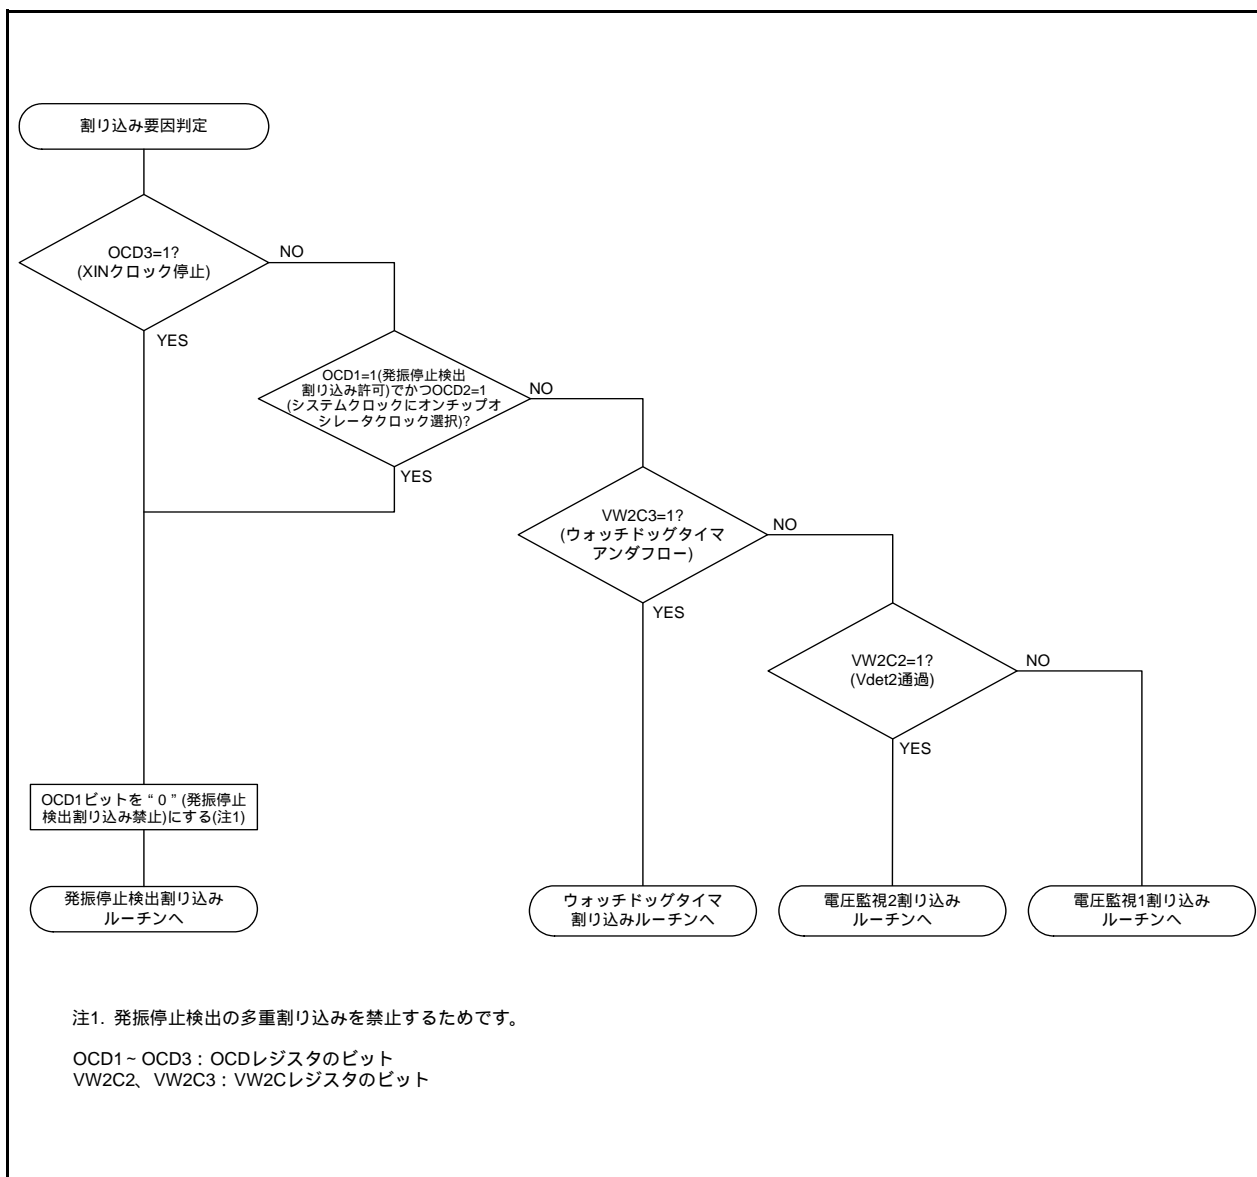 割り込み要因判定
OCD3=1?
(XINクロック停止)
NO
YES
OCD1=1(発振停止検出
割り込み許可)でかつOCD2=1
(システムクロックにオンチップオ
シレータクロック選択)?
NO
YES
VW2C3=1?
(ウォッチドッグタイマ
アンダフロー)
NO
YES
VW2C2=1?
(Vdet2通過)
NO
YES
OCD1ビットを“0”(発振停止
検出割り込み禁止)にする(注1)
発振停止検出割り込み
ルーチンへ
ウォッチドッグタイマ
割り込みルーチンへ
電圧監視2割り込み
ルーチンへ
電圧監視1割り込み
ルーチンへ
注1. 発振停止検出の多重割り込みを禁止するためです。
OCD1~OCD3:OCDレジスタのビット
VW2C2、VW2C3:VW2Cレジスタのビット